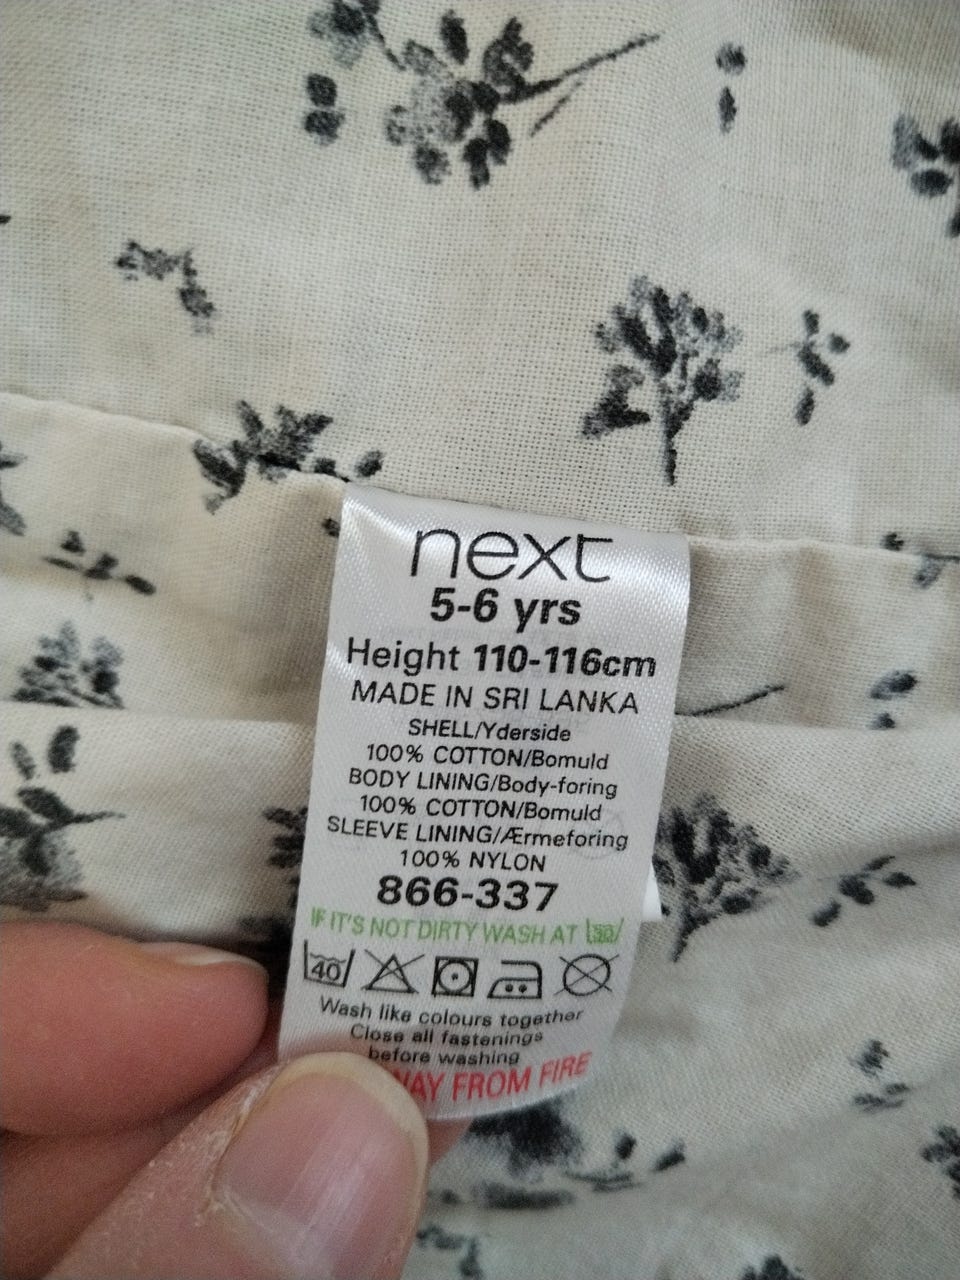 next
5-6 yrs
Height 110-116cm
MADE IN SRI LANKA
SHELL/Yderside
100% COTTON/Bomuld
BODY LINING/Body-foring
100% COTTON/Bomuld
SLEEVE LINING/Ærmeforing
100% NYLON
866-337
IF IT'S NOT DIRTY WASH AT 30
40
Wash like colours together
Close all fastenings
before washing
FROM FIRE